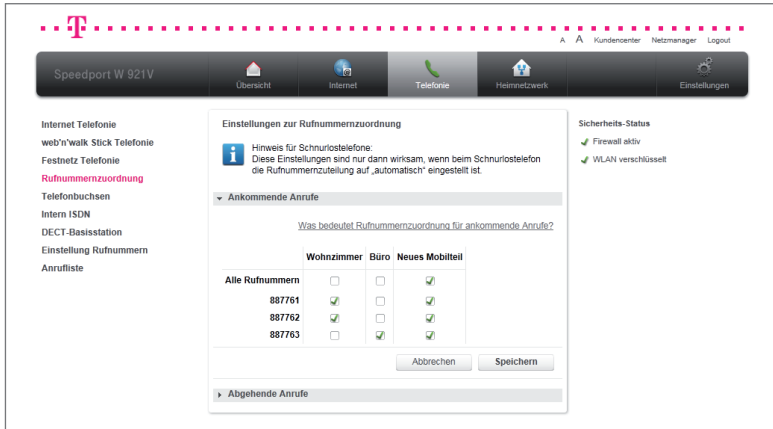 T
A A Kundencenter Netzmanager Logout
Speedport W 921V
Übersicht
Internet
Telefonie
Heimnetzwerk
Einstellungen
Internet Telefonie
web'n'walk Stick Telefonie
Festnetz Telefonie
Rufnummernzuordnung
Telefonbuchsen
Intern ISDN
DECT-Basisstation
Einstellung Rufnummern
Anrufliste
Einstellungen zur Rufnummernzuordnung
i
Hinweis für Schnurlostelefone:
Diese Einstellungen sind nur dann wirksam, wenn beim Schnurlostelefon
die Rufnummernzuteilung auf „automatisch“ eingestellt ist.
Ankommende Anrufe
Was bedeutet Rufnummernzuordnung für ankommende Anrufe?
Wohnzimmer Büro Neues Mobilteil
Alle Rufnummern
887761
887762
887763
Abbrechen Speichern
Abgehende Anrufe
Sicherheits-Status
Firewall aktiv
WLAN verschlüsselt